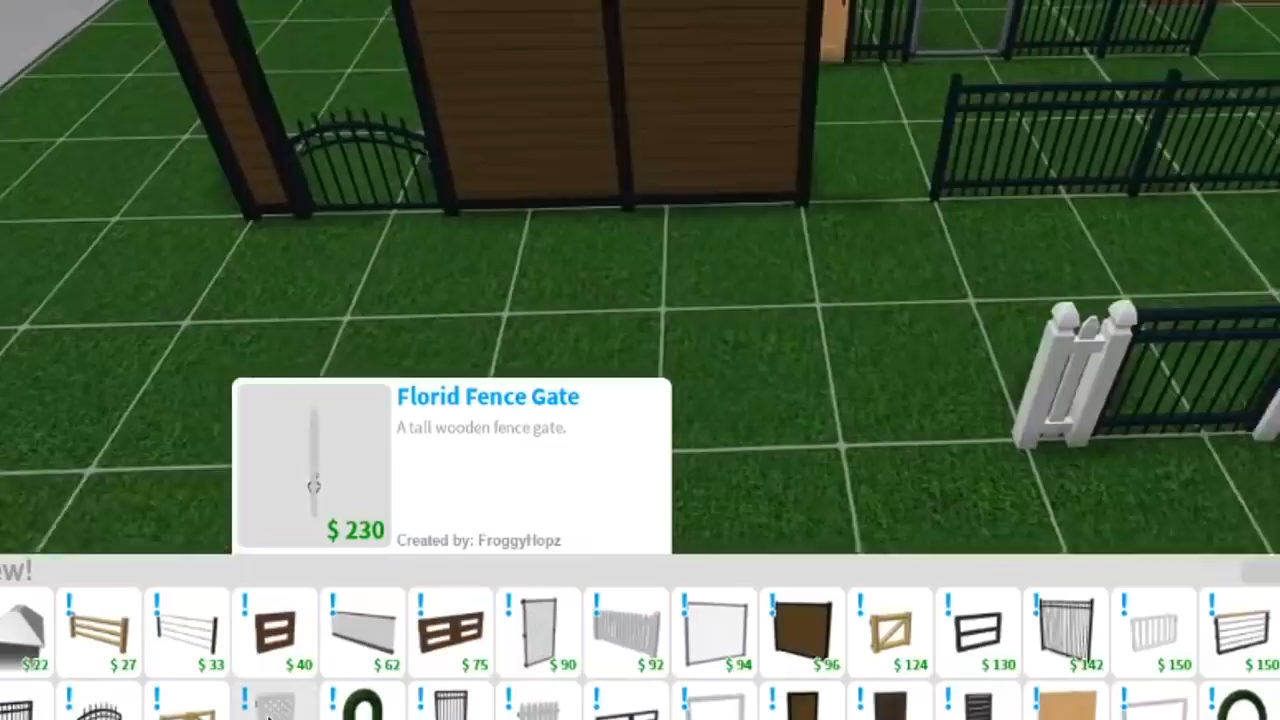 Florid Fence Gate
A tall wooden fence gate.
$ 230
Created by: FroggyHopz
ew!
$ 22 $ 27 $ 33 $ 40 $ 62 $ 75 $ 90 $ 92 $ 94 $ 96 $ 124 $ 130 $ 142 $ 150 $ 150